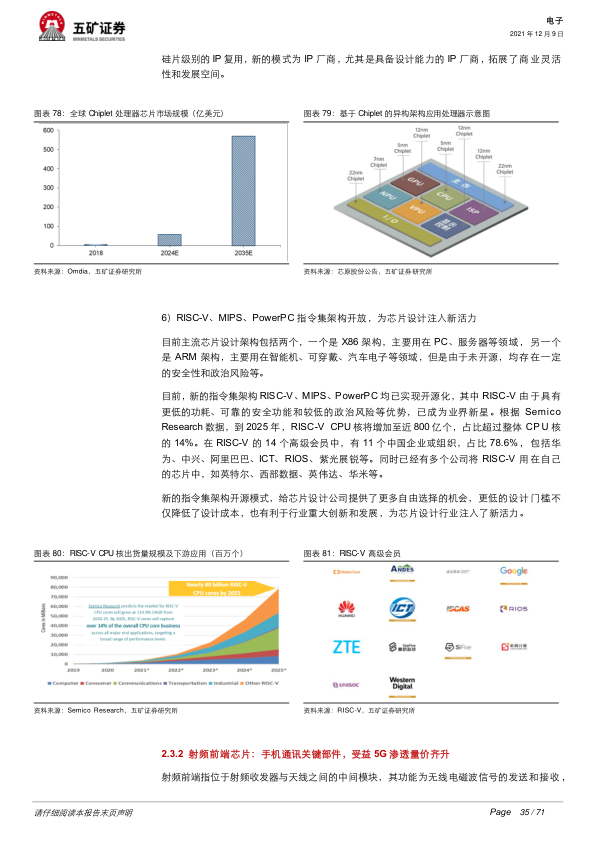 五矿证券
MINMETALS SECURITIES
电子
2021 年 12 月 9 日
硅片级别的 IP 复用，新的模式为 IP 厂商，尤其是具备设计能力的 IP 厂商，拓展了商业灵活
性和发展空间。
图表 78：全球 Chiplet 处理器芯片市场规模（亿美元）
600
500
400
300
200
100
0
2018
2024E
2035E
资料来源：Omdia，五矿证券研究所
图表 79：基于 Chiplet 的异构架构应用处理器示意图
12nm
Chiplet
12nm
Chiplet
5nm
Chiplet
5nm
Chiplet
7nm
Chiplet
12nm
Chiplet
22nm
Chiplet
22nm
Chiplet
GPU
NPU
CPU
VPU
ISP
I/O
资料来源：芯原股份公告，五矿证券研究所
6）RISC-V、MIPS、PowerPC 指令集架构开放，为芯片设计注入新活力
目前主流芯片设计架构包括两个，一个是 X86 架构，主要用在 PC、服务器等领域，另一个
是 ARM 架构，主要用在智能机、可穿戴、汽车电子等领域，但是由于未开源，均存在一定
的安全性和政治风险等。
目前，新的指令集架构 RISC-V、MIPS、PowerPC 均已实现开源化，其中 RISC-V 由于具有
更低的功耗、可靠的安全功能和较低的政治风险等优势，已成为业界新星。根据 Semico
Research 数据，到 2025 年，RISC-V CPU 核将增加至近 800 亿个，占比超过整体 CPU 核
的 14%。在 RISC-V 的 14 个高级会员中，有 11 个中国企业或组织，占比 78.6%，包括华
为、中兴、阿里巴巴、ICT、RIOS、紫光展锐等。同时已经有多个公司将 RISC-V 用在自己
的芯片中，如英特尔、西部数据、英伟达、华米等。
新的指令集架构开源模式，给芯片设计公司提供了更多自由选择的机会，更低的设计门槛不
仅降低了设计成本，也有利于行业重大创新和发展，为芯片设计行业注入了新活力。
图表 80：RISC-V CPU 核出货量规模及下游应用（百万个）
Nearly 80 billion RISC-V
CPU cores by 2025
Semico Research predicts the market for RISC-V
CPU cores will grow at 114.9% CAGR from
2020-25. By 2025, RISC-V cores will capture
over 14% of the overall CPU core business
across all major end applications, targeting a
broad range of performance levels.
Cores in Millions
90,000
80,000
70,000
60,000
50,000
40,000
30,000
20,000
10,000
0
2019 2020 2021* 2022* 2023* 2024* 2025*
Computer Consumer Communications Transportation Industrial Other RISC-V
资料来源：Semico Research，五矿证券研究所
图表 81：RISC-V 高级会员
Alibaba Cloud
ANDES
Google
HUAWEI
ICT
ISCAS
RIOS
ZTE
SiFive
UNISOC
Western
Digital
资料来源：RISC-V，五矿证券研究所
2.3.2 射频前端芯片：手机通讯关键部件，受益 5G 渗透量价齐升
射频前端指位于射频收发器与天线之间的中间模块，其功能为无线电磁波信号的发送和接收，
请仔细阅读本报告末页声明
Page 35 / 71